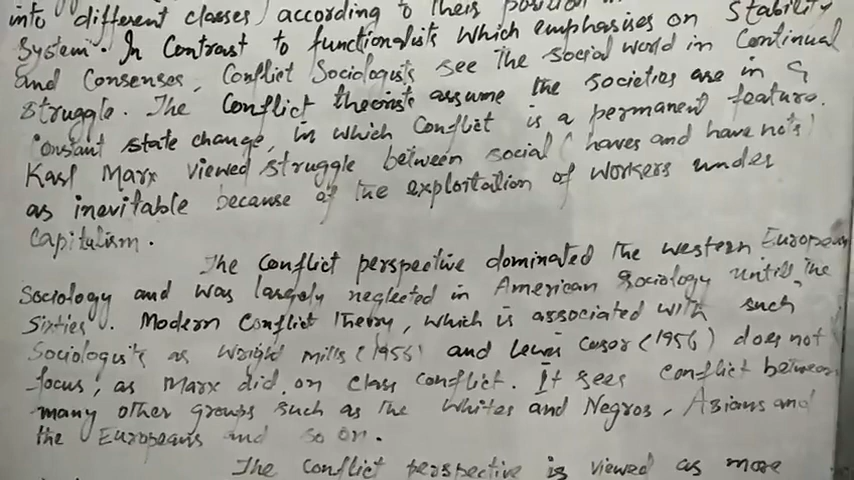 into different classes) according to their position
System. In Contrast to functionalists which emphasises on Stability
and Consenses, Conflict Sociologists see the social world in Continual
struggle. The Conflict theorists assume the societies are in a
Constant state change, in which Conflict is a permanent feature.
Karl Marx viewed struggle between social (haves and have nots)
as inevitable because of the exploitation of workers under
Capitalism.
The conflict perspective dominated the western European
Sociology and was largely neglected in American Sociology untill the
Sixties. Modern Conflict Theory, which is associated with such
Sociologists as Wright Mills (1956) and Lewis Cosor (1956) does not
focus, as Marx did, on class conflict. It sees conflict between
many other groups such as the Whites and Negros, Asians and
the Europeans and so on.
The conflict perspective is viewed as more